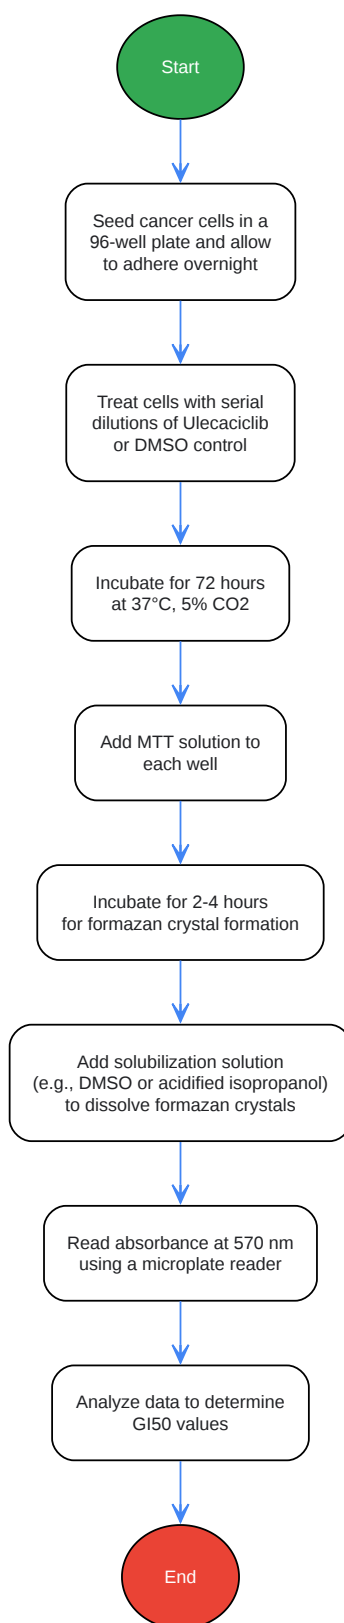 Start
Seed cancer cells in a
96-well plate and allow
to adhere overnight
Treat cells with serial
dilutions of Ulecaciclib
or DMSO control
Incubate for 72 hours
at 37°C, 5% CO2
Add MTT solution to
each well
Incubate for 2-4 hours
for formazan crystal formation
Add solubilization solution
(e.g., DMSO or acidified isopropanol)
to dissolve formazan crystals
Read absorbance at 570 nm
using a microplate reader
Analyze data to determine
GI50 values
End